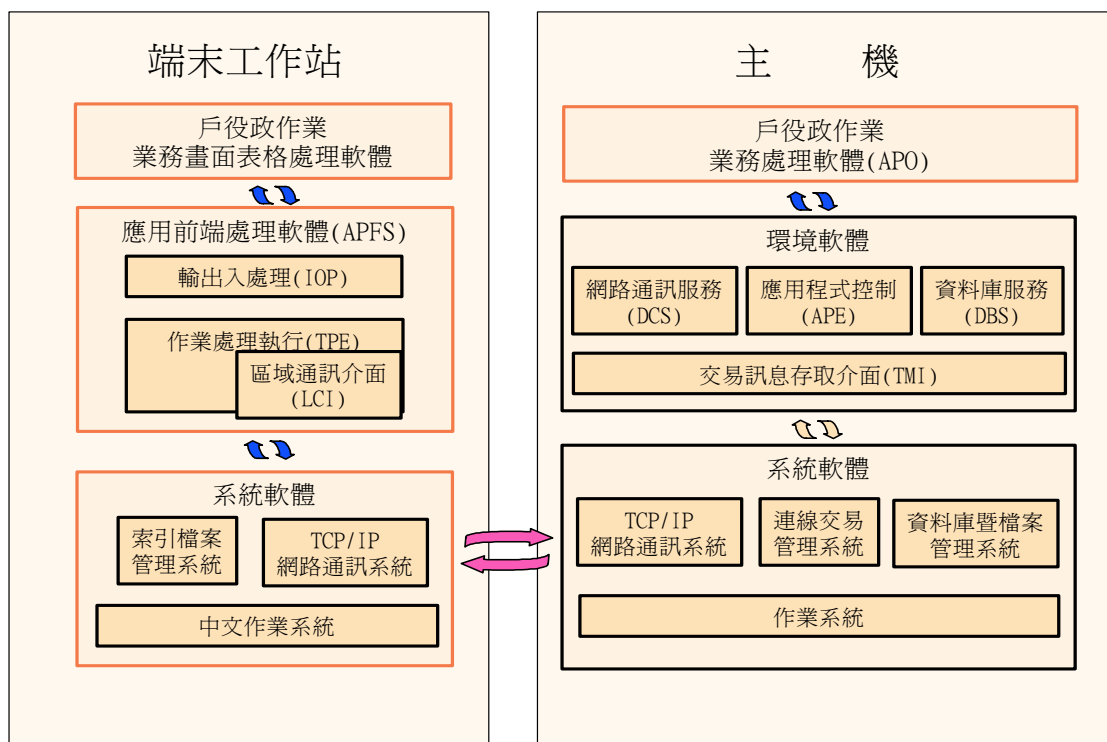 端末工作站
戶役政作業
業務畫面表格處理軟體
應用前端處理軟體(APFS)
輸出入處理(IOP)
作業處理執行(TPE)
區域通訊介面
(LCI)
系統軟體
索引檔案
管理系統
TCP/IP
網路通訊系統
中文作業系統
主 機
戶役政作業
業務處理軟體(APO)
環境軟體
網路通訊服務
(DCS)
應用程式控制
(APE)
資料庫服務
(DBS)
交易訊息存取介面(TMI)
系統軟體
TCP/IP
網路通訊系統
連線交易
管理系統
資料庫暨檔案
管理系統
作業系統